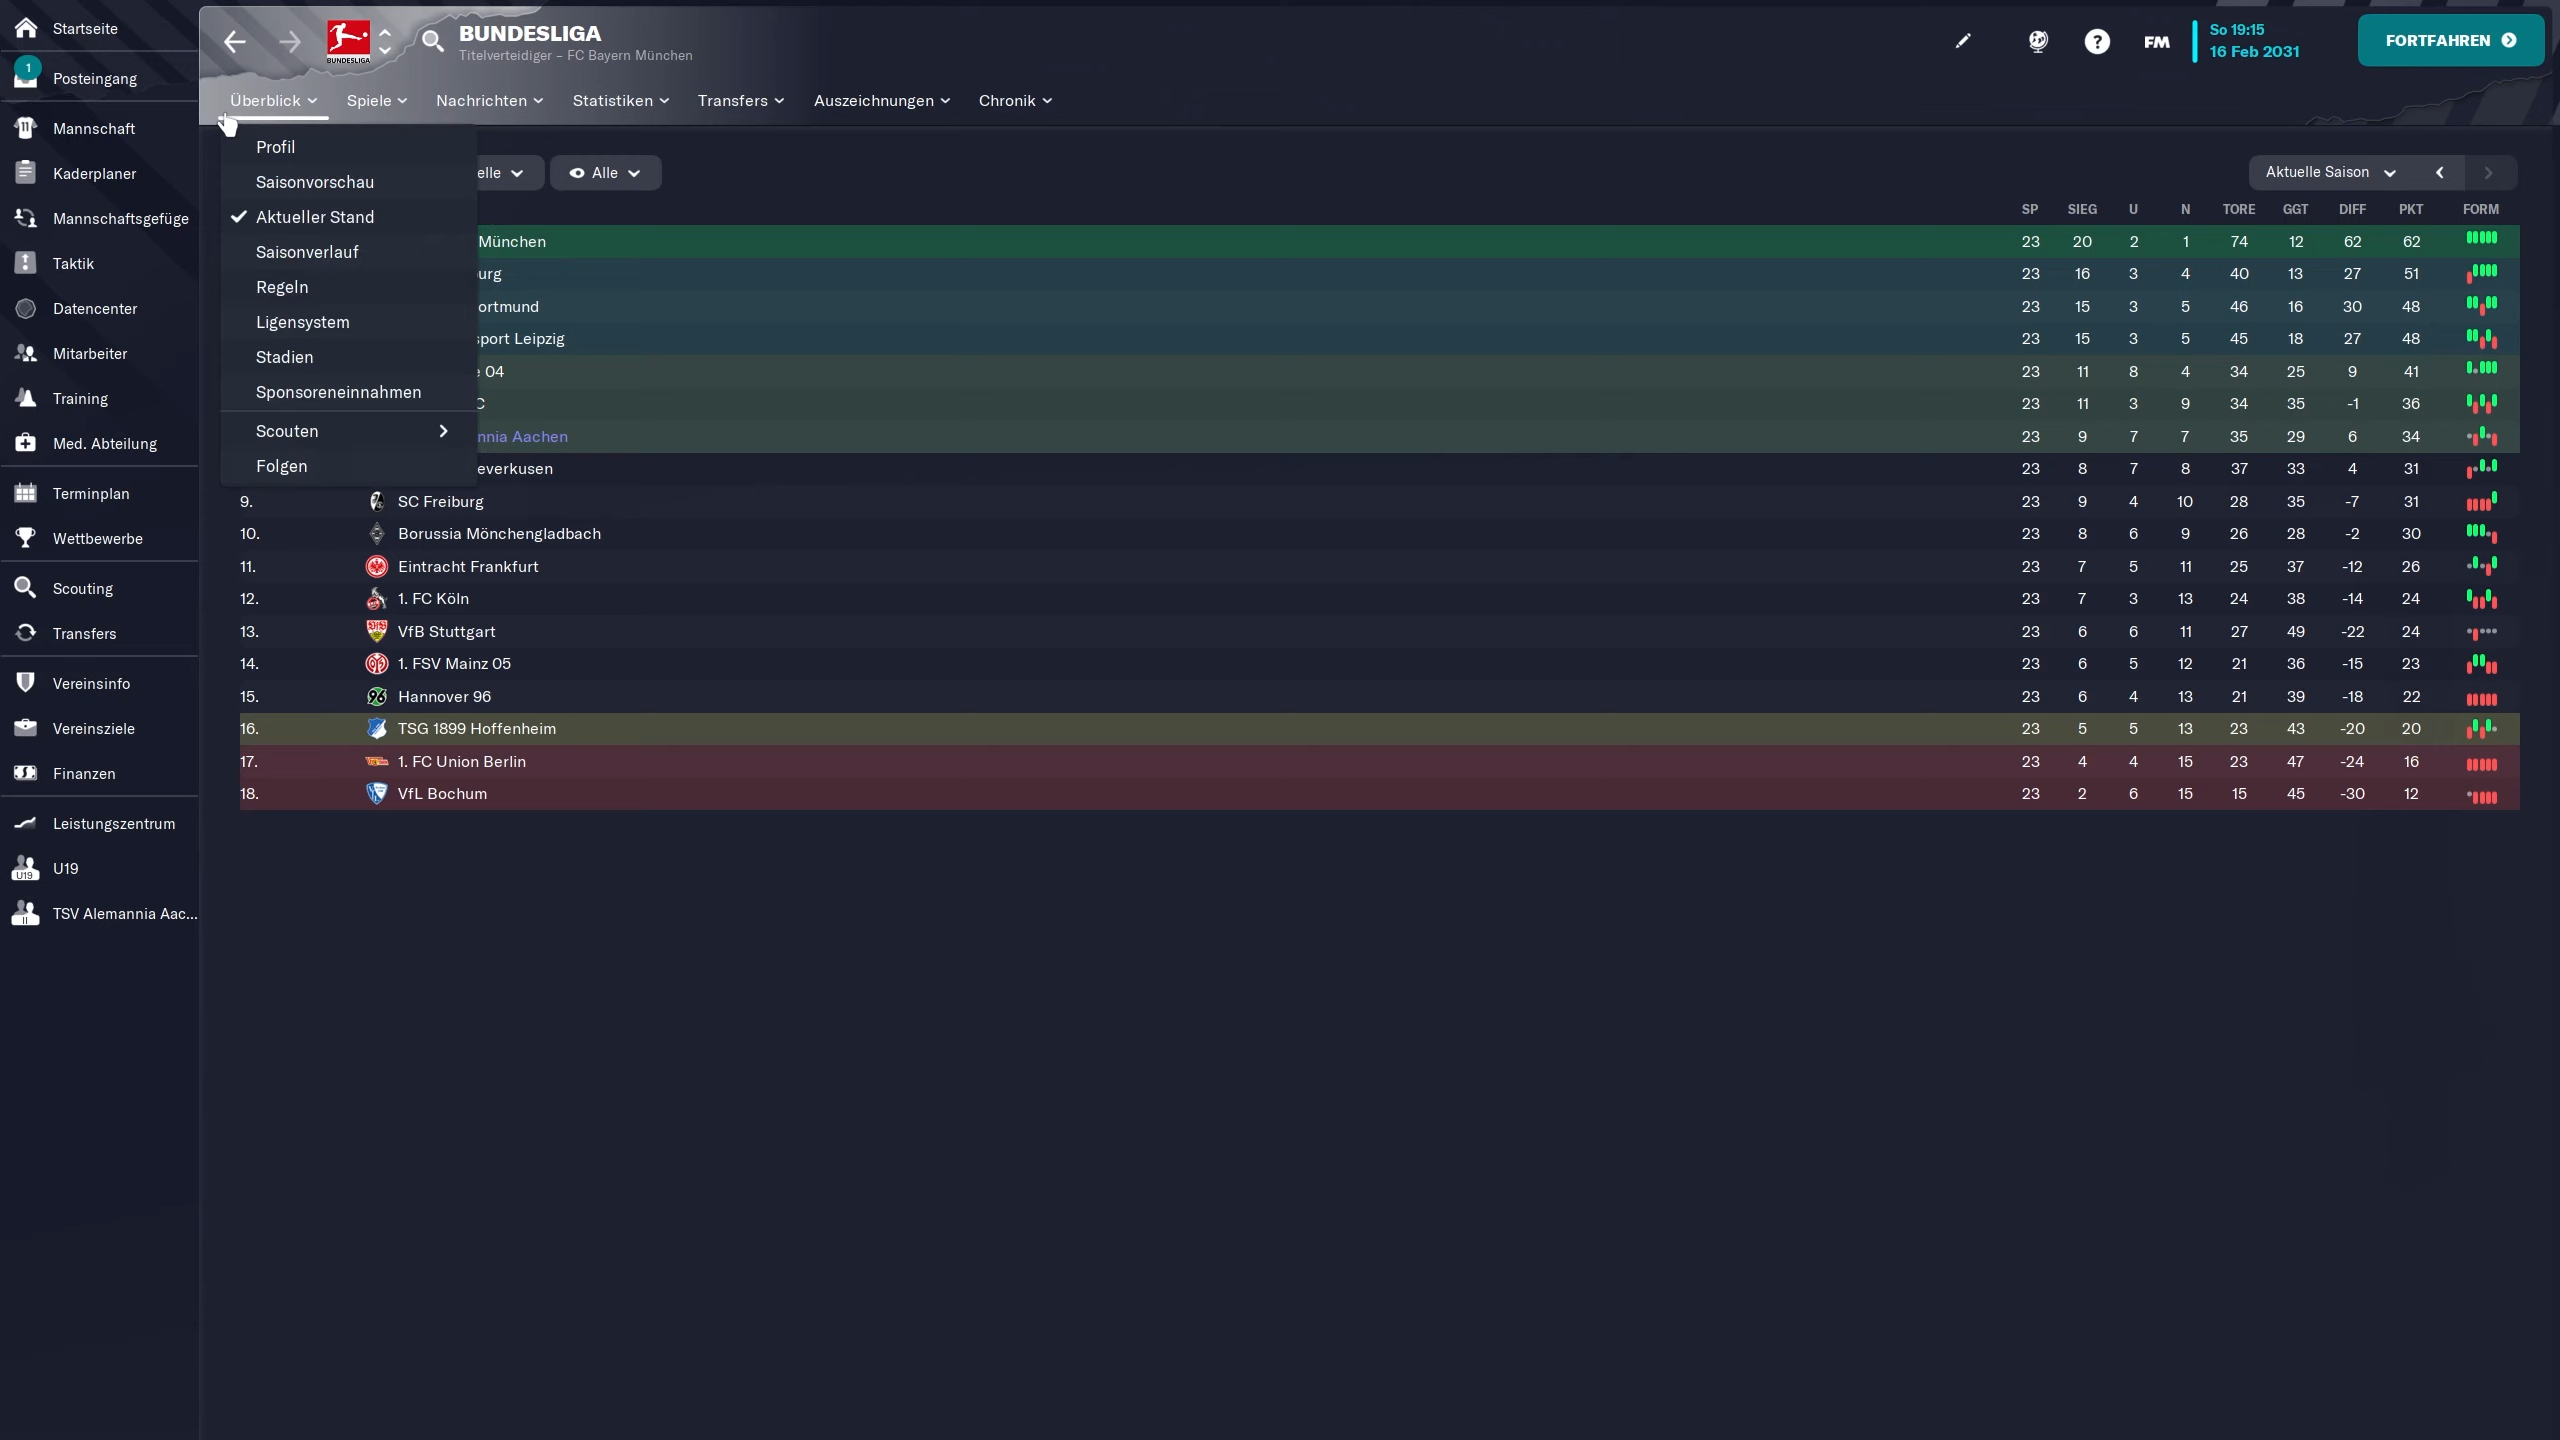 Startseite
1
Posteingang
Mannschaft
Kaderplaner
Mannschaftsgefüge
Taktik
Datencenter
Mitarbeiter
Training
Med. Abteilung
Terminplan
Wettbewerbe
Scouting
Transfers
Vereinsinfo
Vereinsziele
Finanzen
Leistungszentrum
U19
U19
TSV Alemannia Aac...
BUNDESLIGA
BUNDESLIGA
Titelverteidiger - FC Bayern München
FM
So 19:15
16 Feb 2031
FORTFAHREN
Überblick Spiele Nachrichten Statistiken Transfers Auszeichnungen Chronik
Profil
Saisonvorschau
Aktueller Stand
Saisonverlauf
Regeln
Ligensystem
Stadien
Sponsoreneinnahmen
Scouten
Folgen
elle Alle Aktuelle Saison
SP SIEG U N TORE GGT DIFF PKT FORM
München 23 20 2 1 74 12 62 62
urg 23 16 3 4 40 13 27 51
ortmund 23 15 3 5 46 16 30 48
sport Leipzig 23 15 3 5 45 18 27 48
e 04 23 11 8 4 34 25 9 41
C 23 11 3 9 34 35 -1 36
nnia Aachen 23 9 7 7 35 29 6 34
everkusen 23 8 7 8 37 33 4 31
9. SC Freiburg 23 9 4 10 28 35 -7 31
10. Borussia Mönchengladbach 23 8 6 9 26 28 -2 30
11. Eintracht Frankfurt 23 7 5 11 25 37 -12 26
12. 1. FC Köln 23 7 3 13 24 38 -14 24
13. VfB Stuttgart 23 6 6 11 27 49 -22 24
14. 1. FSV Mainz 05 23 6 5 12 21 36 -15 23
15. Hannover 96 23 6 4 13 21 39 -18 22
16. TSG 1899 Hoffenheim 23 5 5 13 23 43 -20 20
17. 1. FC Union Berlin 23 4 4 15 23 47 -24 16
18. VfL Bochum 23 2 6 15 15 45 -30 12